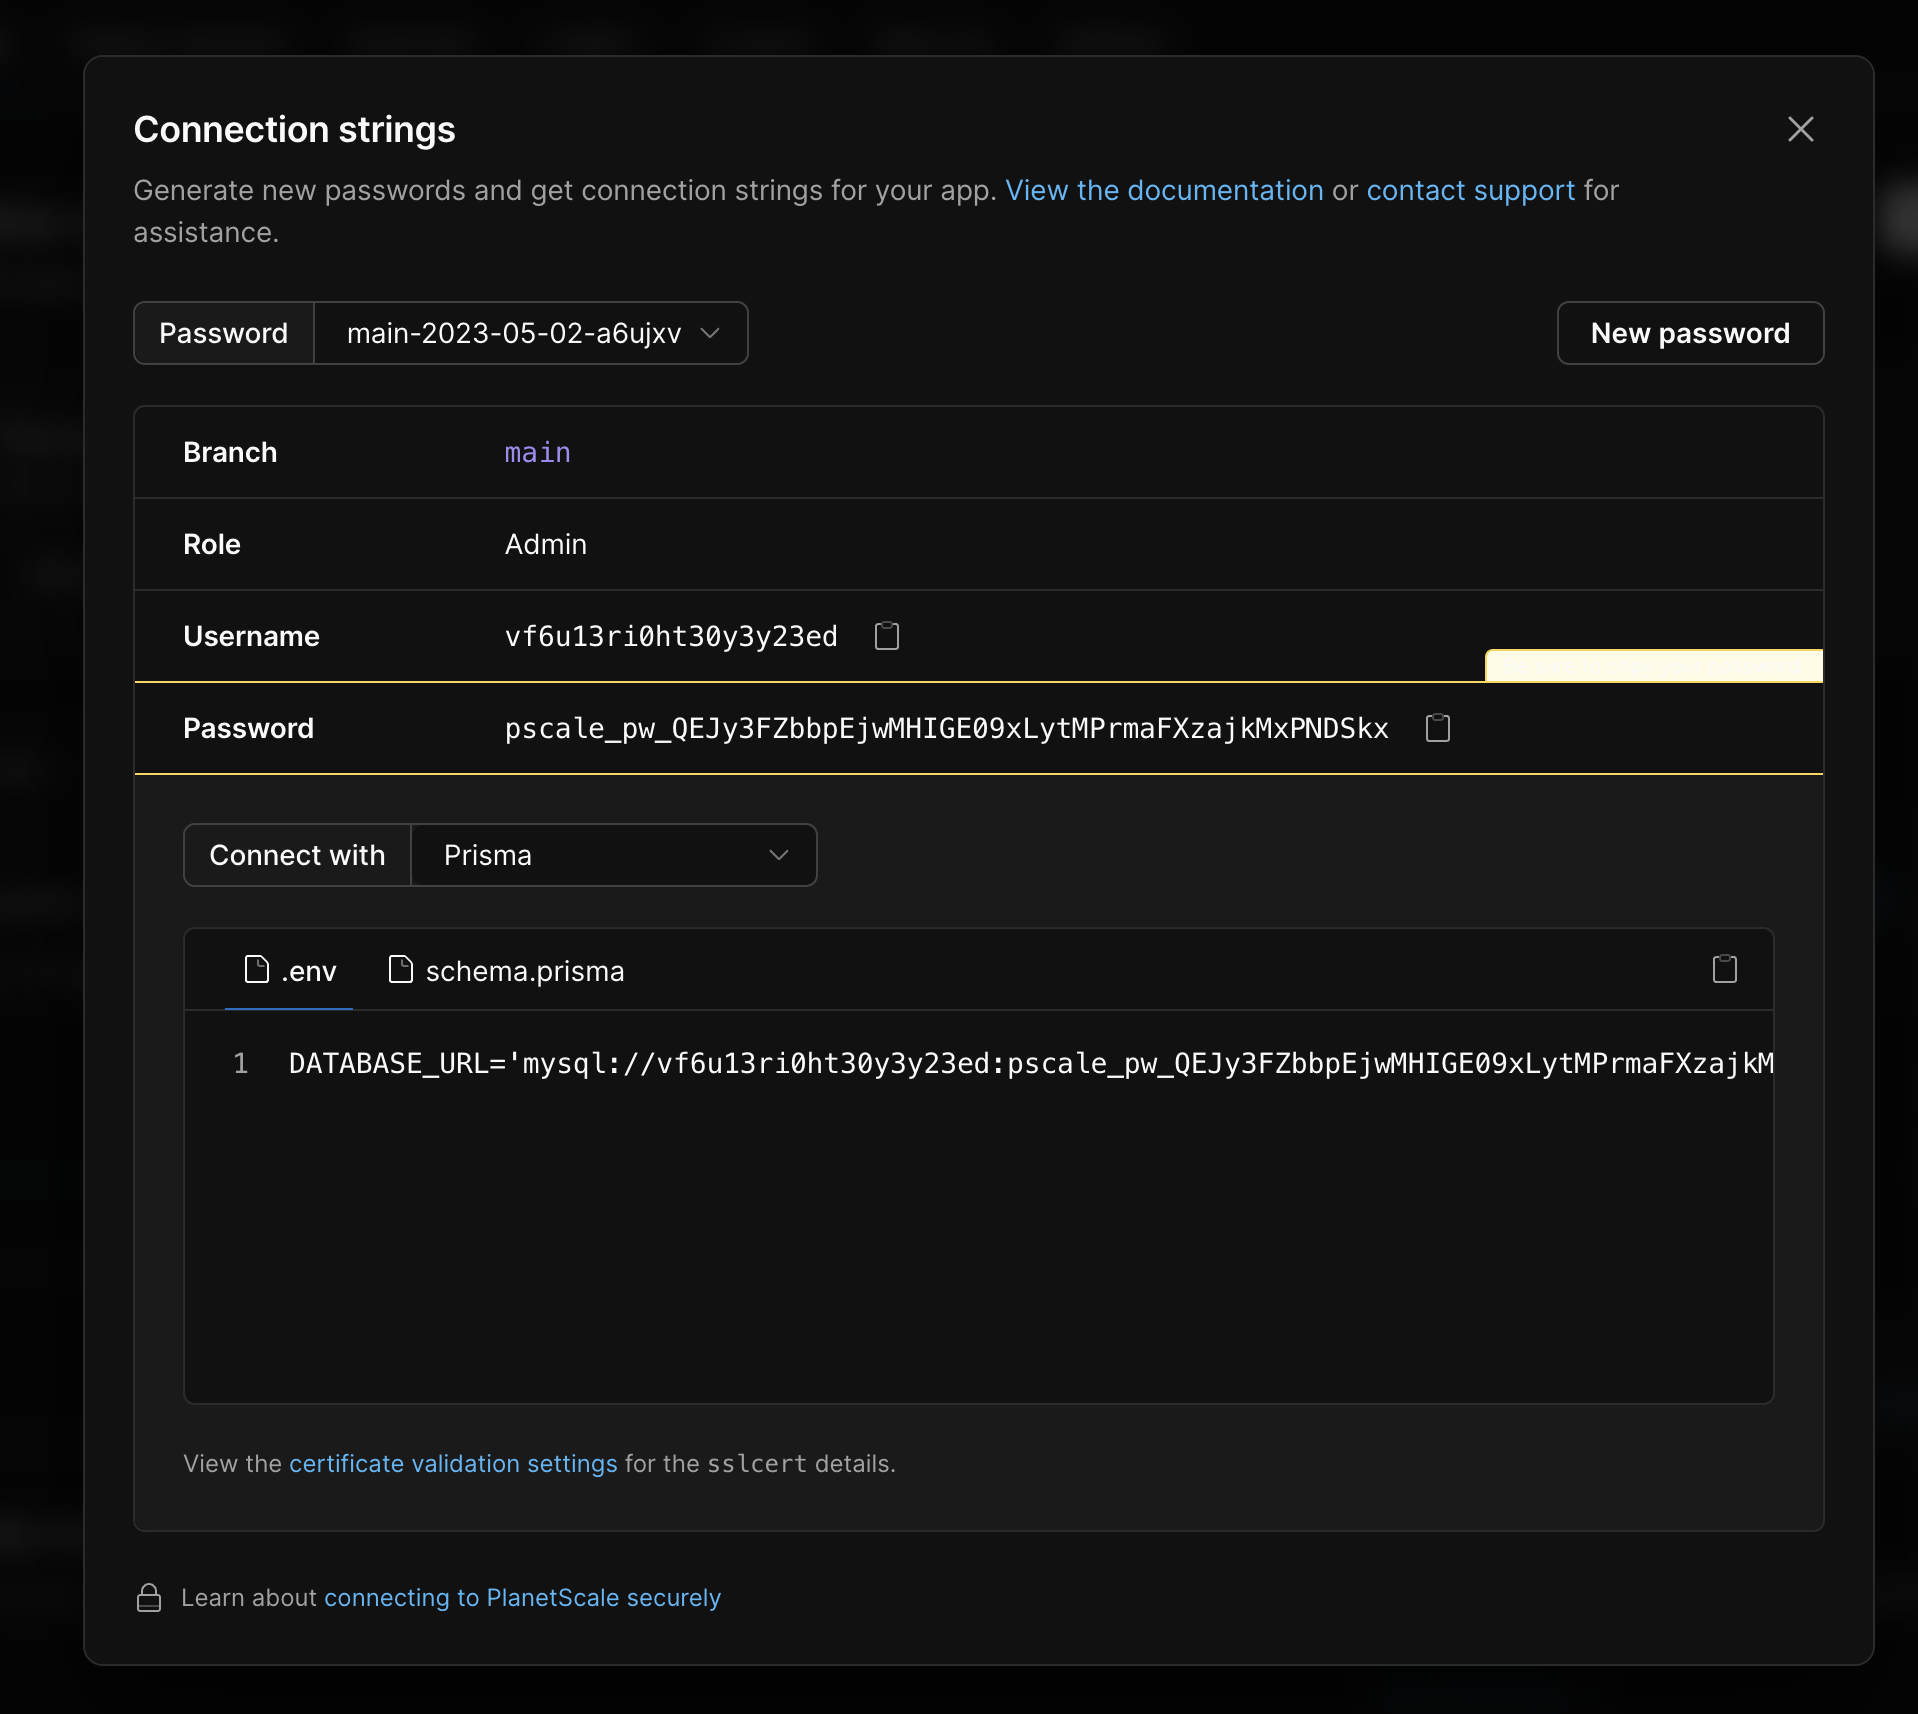 Connection strings
Generate new passwords and get connection strings for your app. View the documentation or contact support for
assistance.
Password main-2023-05-02-a6ujxv
New password
Branch main
Role Admin
Username vf6u13ri0ht30y3y23ed
Password pscale_pw_QEJy3FZbbpEjwMHIGE09xLytMPrmaFXzajkMxPNDSkx
Connect with Prisma
.env schema.prisma
1 DATABASE_URL='mysql://vf6u13ri0ht30y3y23ed:pscale_pw_QEJy3FZbbpEjwMHIGE09xLytMPrmaFXzajkM
View the certificate validation settings for the sslcert details.
Learn about connecting to PlanetScale securely